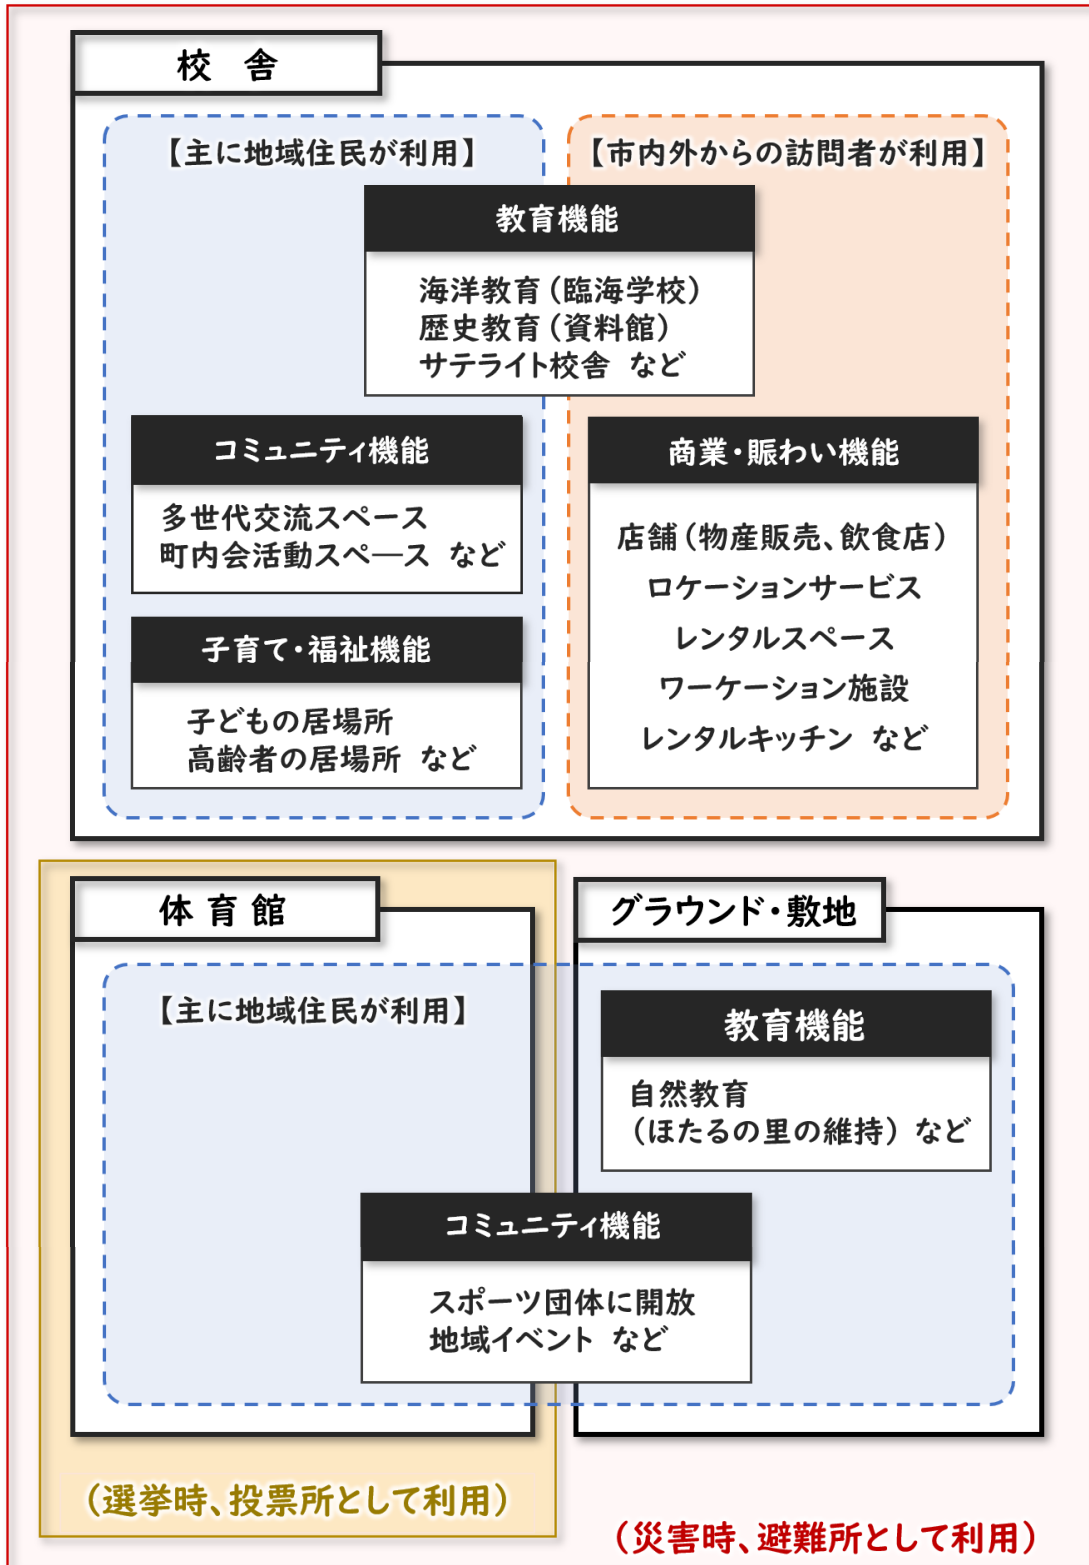 校舎
【主に地域住民が利用】
【市内外からの訪問者が利用】
教育機能
海洋教育（臨海学校）
歴史教育（資料館）
サテライト校舎 など
コミュニティ機能
多世代交流スペース
町内会活動スペース など
子育て・福祉機能
子どもの居場所
高齢者の居場所 など
商業・賑わい機能
店舗（物産販売、飲食店）
ロケーションサービス
レンタルスペース
ワーケーション施設
レンタルキッチン など
体育館
【主に地域住民が利用】
グラウンド・敷地
教育機能
自然教育
（ほたるの里の維持） など
コミュニティ機能
スポーツ団体に開放
地域イベント など
（選挙時、投票所として利用）
（災害時、避難所として利用）